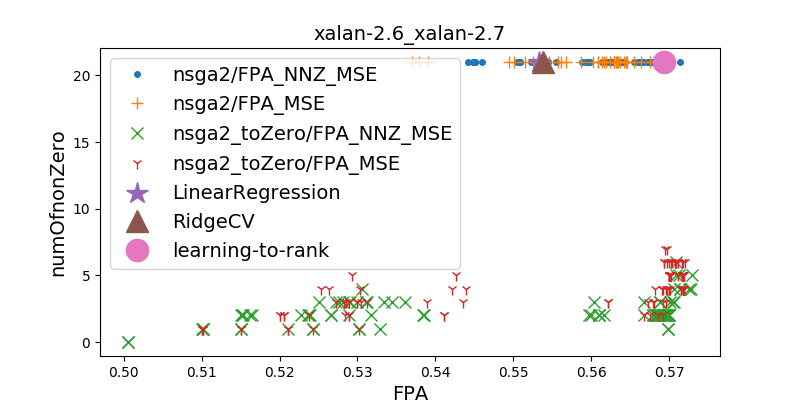 xalan-2.6_xalan-2.7
numOfnonZero
20
15
10
5
0
nsga2/FPA_NNZ_MSE
nsga2/FPA_MSE
nsga2_toZero/FPA_NNZ_MSE
nsga2_toZero/FPA_MSE
LinearRegression
RidgeCV
learning-to-rank
0.50 0.51 0.52 0.53 0.54 0.55 0.56 0.57
FPA